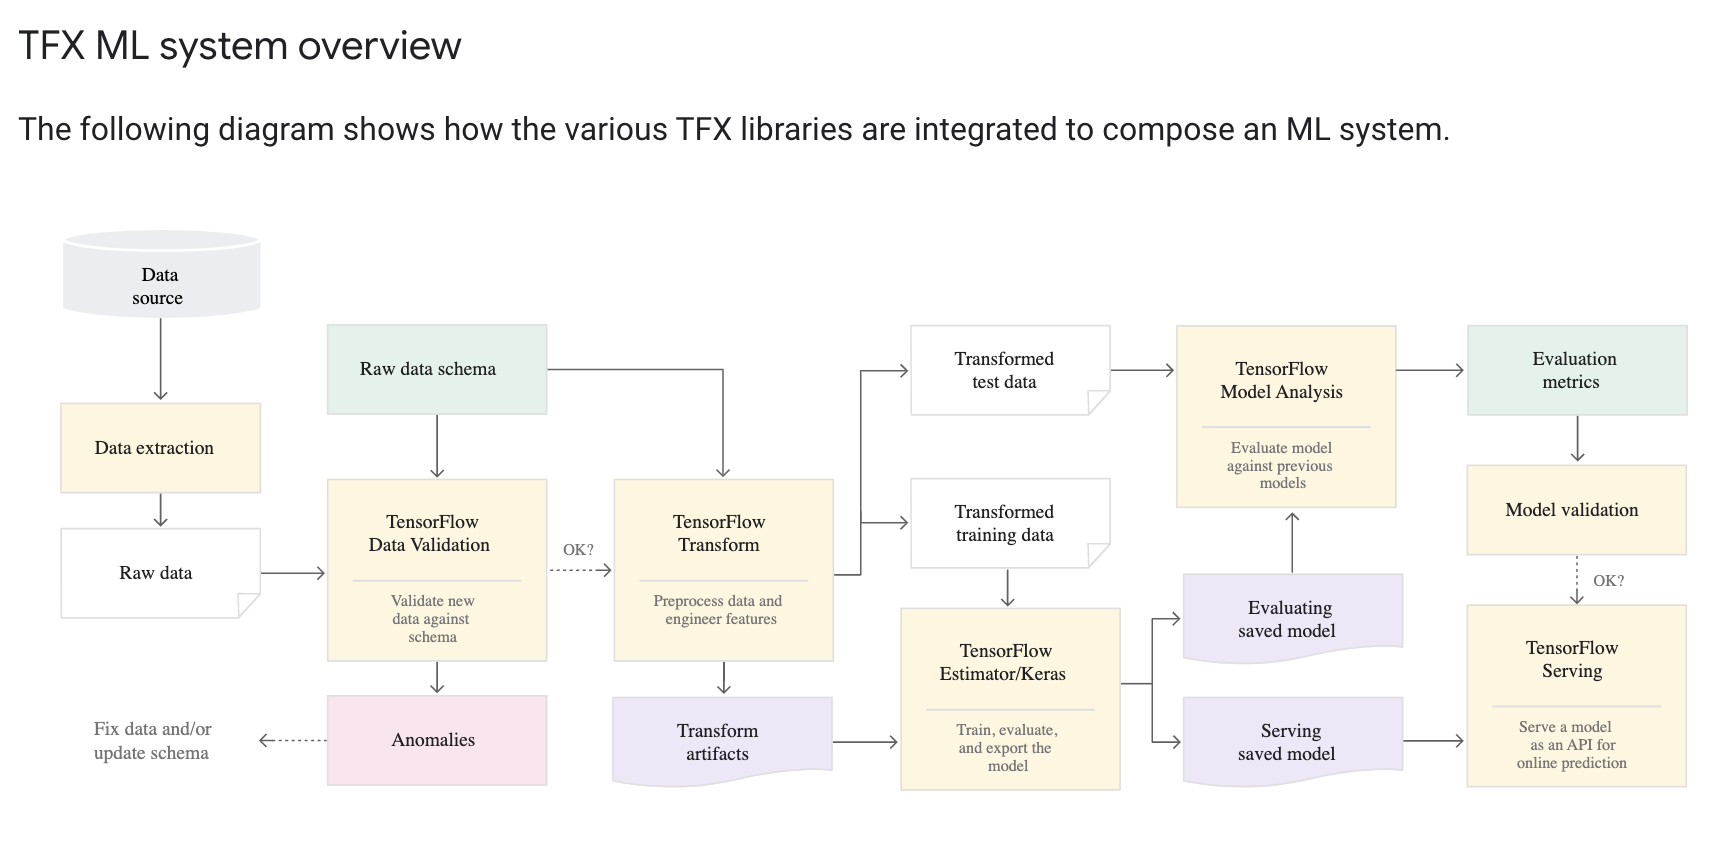 TFX ML system overview
The following diagram shows how the various TFX libraries are integrated to compose an ML system.
Data
source
Data extraction
Raw data
Raw data schema
TensorFlow
Data Validation
Validate new
data against
schema
Anomalies
Fix data and/or
update schema
OK?
TensorFlow
Transform
Preprocess data and
engineer features
Transform
artifacts
Transformed
test data
Transformed
training data
TensorFlow
Estimator/Keras
Train, evaluate,
and export the
model
TensorFlow
Model Analysis
Evaluate model
against previous
models
Evaluating
saved model
Serving
saved model
Evaluation
metrics
Model validation
OK?
TensorFlow
Serving
Serve a model
as an API for
online prediction